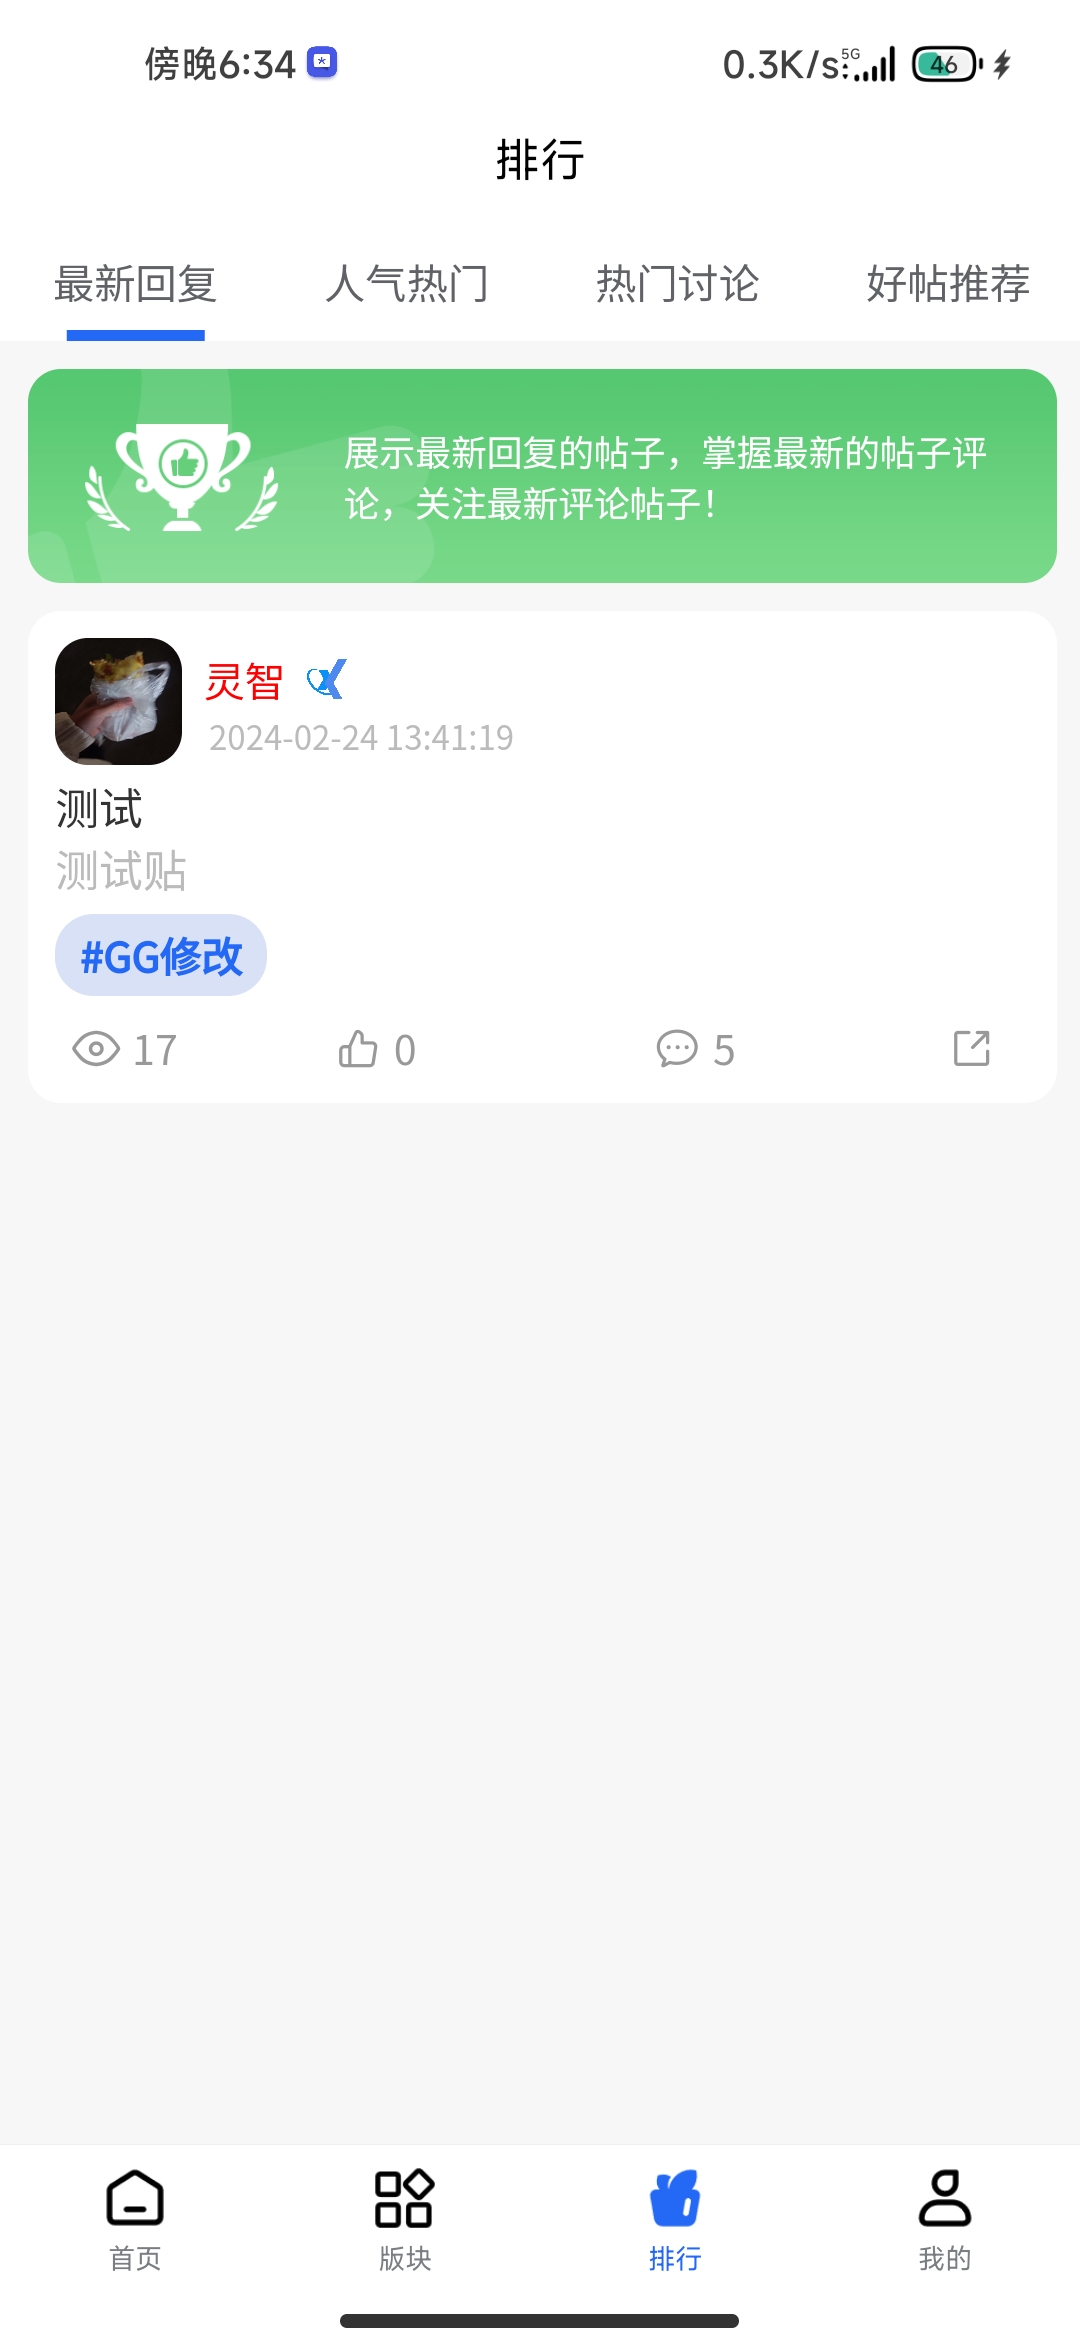 傍晚6:34
0.3K/s
5G
46
排行
最新回复 人气热门 热门讨论 好帖推荐
展示最新回复的帖子，掌握最新的帖子评
论，关注最新评论帖子！
灵智
2024-02-24 13:41:19
测试
测试贴
#GG修改
17 0 5
首页 版块 排行 我的